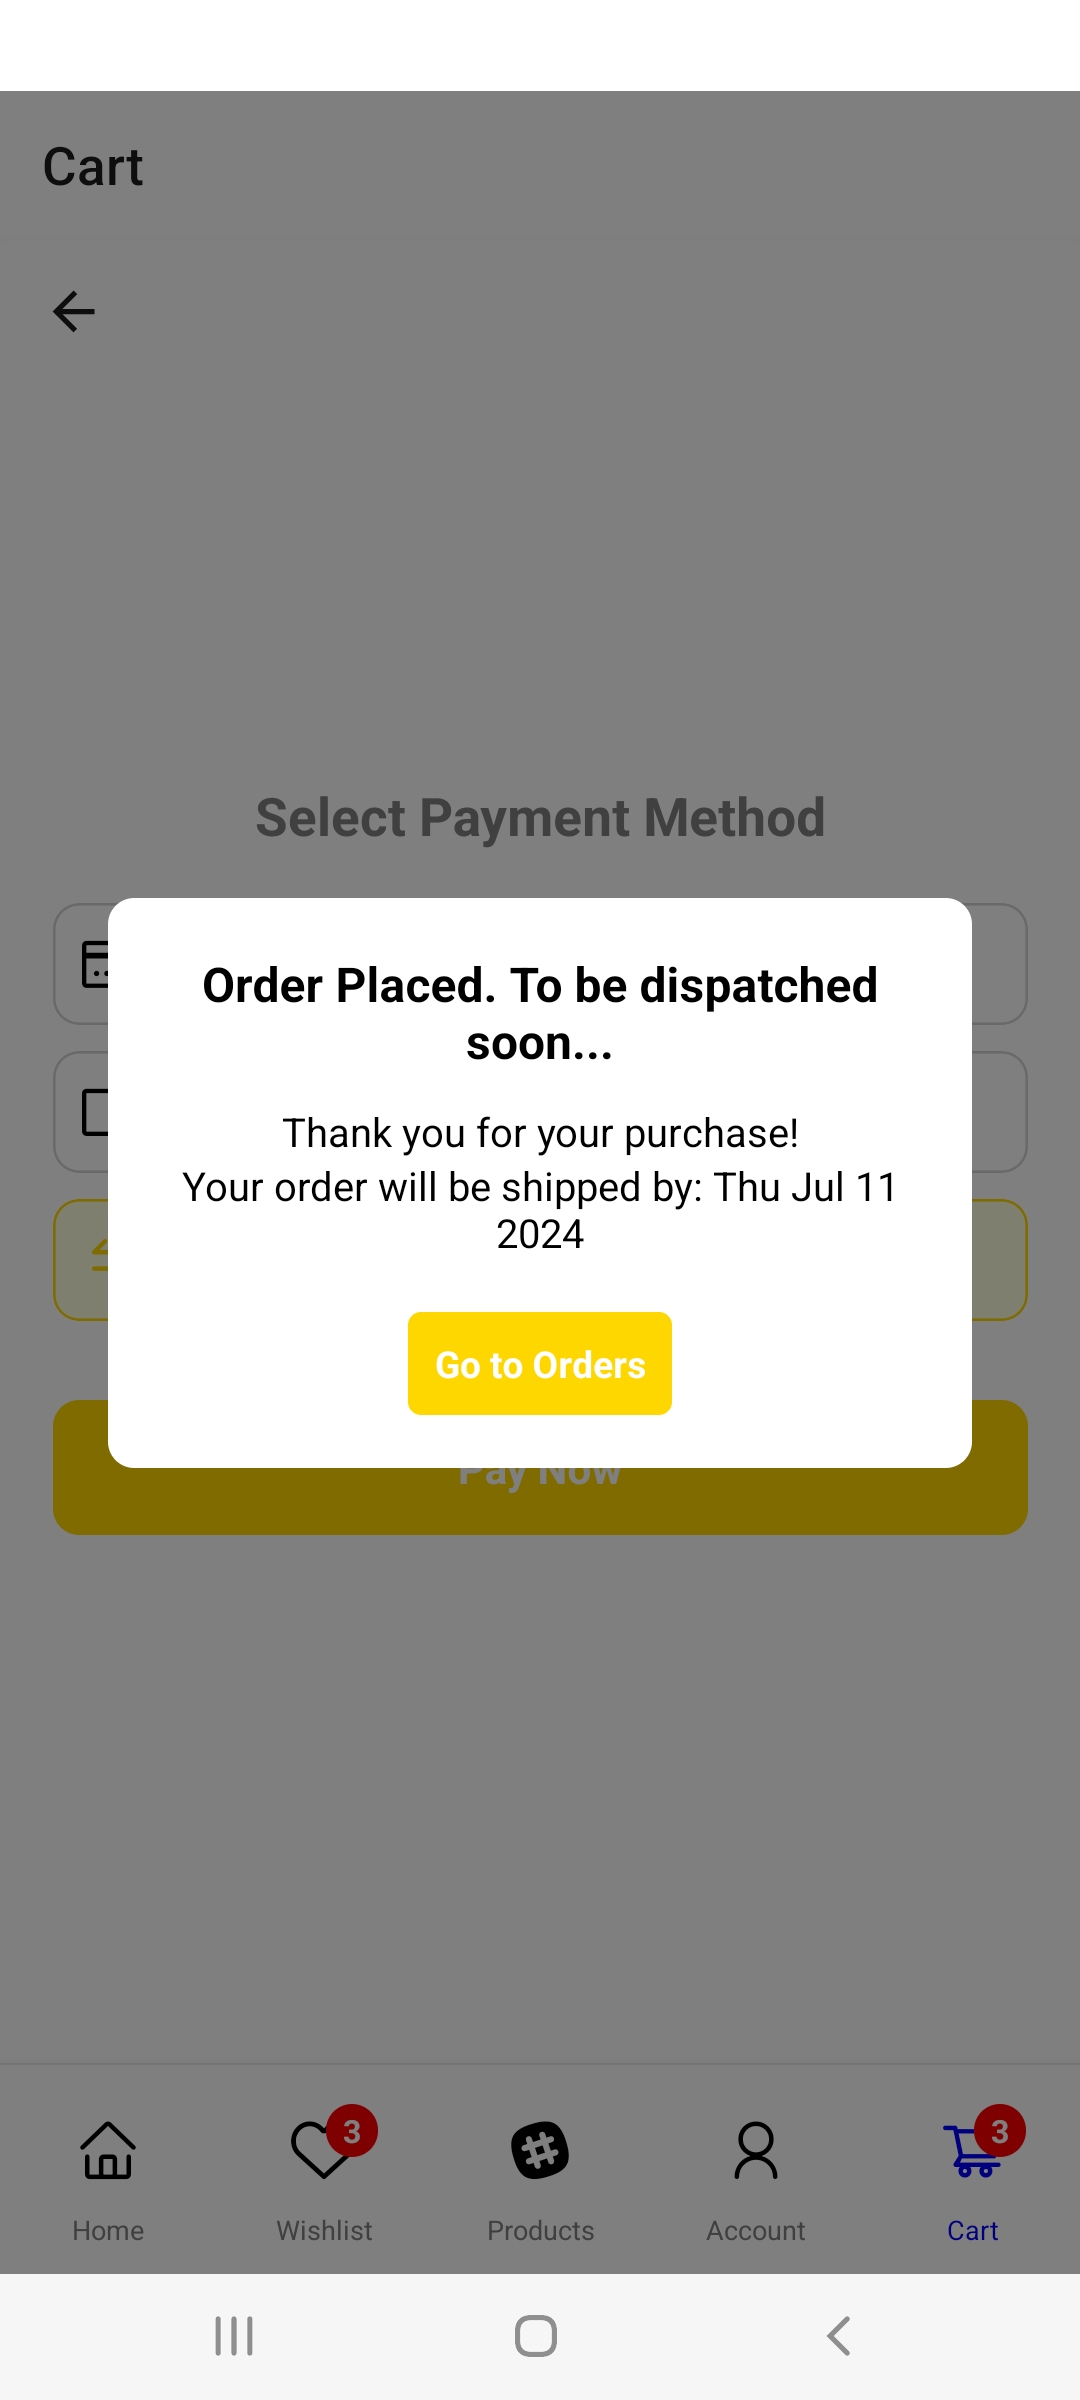 Cart
Select Payment Method
Order Placed. To be dispatched
soon...
Thank you for your purchase!
Your order will be shipped by: Thu Jul 11
2024
Go to Orders
Pay Now
3
3
Home
Wishlist
Products
Account
Cart